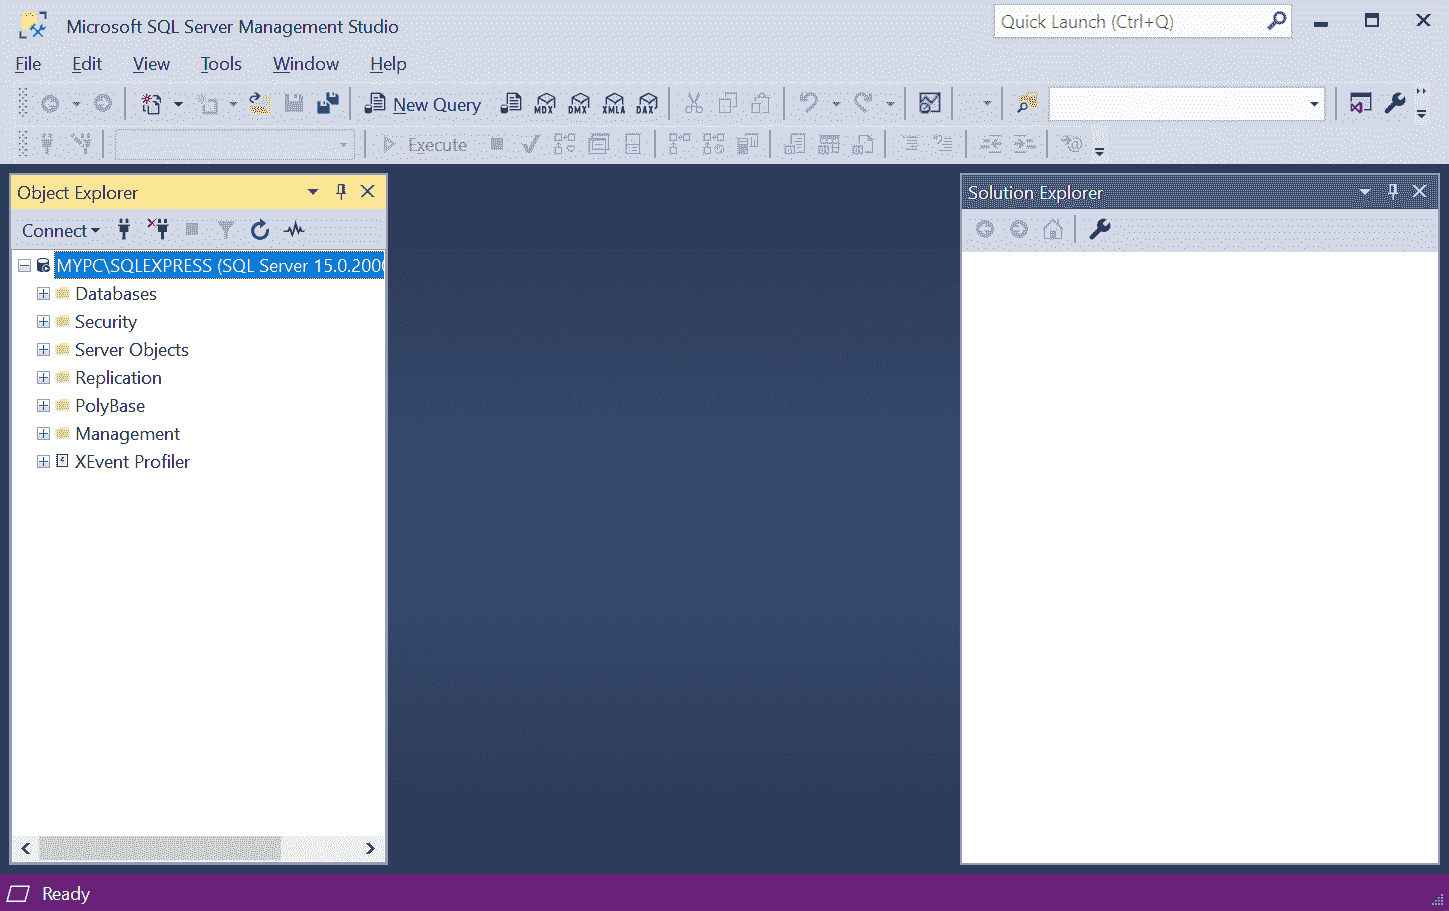 Microsoft SQL Server Management Studio
Quick Launch (Ctrl+Q)
File Edit View Tools Window Help
New Query MDX DMX XMLA DAX
Execute
Object Explorer
Connect
MYPC\SQLEXPRESS (SQL Server 15.0.200
Databases
Security
Server Objects
Replication
PolyBase
Management
XEvent Profiler
Solution Explorer
Ready